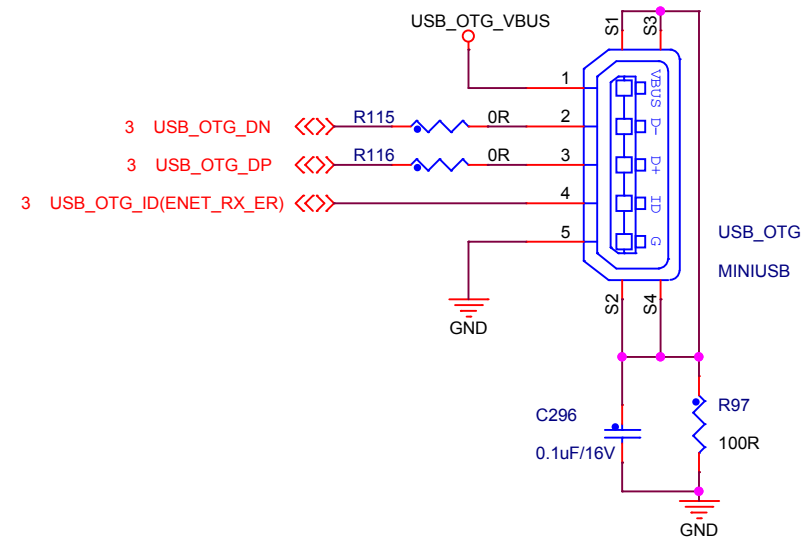 USB_OTG_VBUS
S1
S3
1
VBUS
3 USB_OTG_DN
R115
0R
2
D-
3 USB_OTG_DP
R116
0R
3
D+
3 USB_OTG_ID(ENET_RX_ER)
4
ID
5
G
USB_OTG
MINIUSB
GND
S2
S4
C296
0.1uF/16V
R97
100R
GND